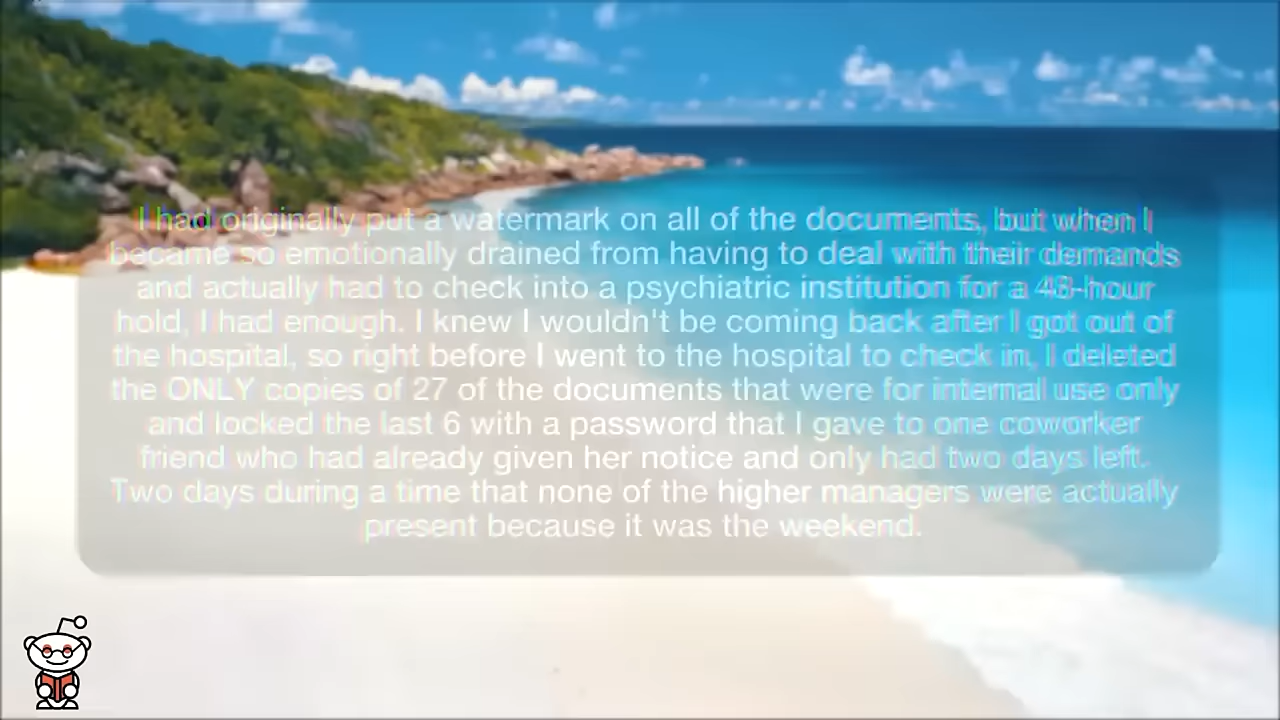 I had originally put a watermark on all of the documents, but when I
became so emotionally drained from having to deal with their demands
and actually had to check into a psychiatric institution for a 48-hour
hold, I had enough. I knew I wouldn't be coming back after I got out of
the hospital, so right before I went to the hospital to check in, I deleted
the ONLY copies of 27 of the documents that were for internal use only
and locked the last 6 with a password that I gave to one coworker
friend who had already given her notice and only had two days left.
Two days during a time that none of the higher managers were actually
present because it was the weekend.